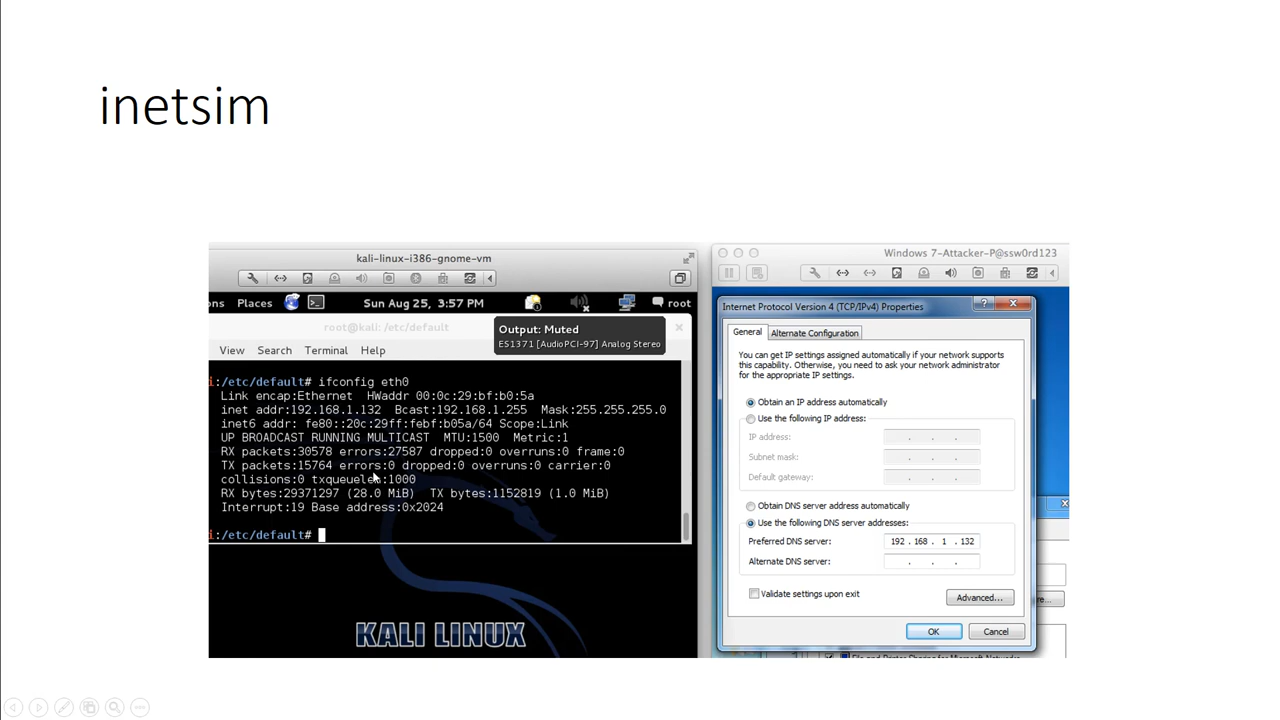 inetsim
kali-linux-i386-gnome-vm
ons Places Sun Aug 25, 3:57 PM root
root@kali: /etc/default
Output: Muted
ES1371 [AudioPCI-97] Analog Stereo
View Search Terminal Help
i:/etc/default# ifconfig eth0
Link encap:Ethernet HWaddr 00:0c:29:bf:b0:5a
inet addr:192.168.1.132 Bcast:192.168.1.255 Mask:255.255.255.0
inet6 addr: fe80::20c:29ff:febf:b05a/64 Scope:Link
UP BROADCAST RUNNING MULTICAST MTU:1500 Metric:1
RX packets:30578 errors:27587 dropped:0 overruns:0 frame:0
TX packets:15764 errors:0 dropped:0 overruns:0 carrier:0
collisions:0 txqueuelen:1000
RX bytes:29371297 (28.0 MiB) TX bytes:1152819 (1.0 MiB)
Interrupt:19 Base address:0x2024
i:/etc/default#
KALI LINUX
Windows 7-Attacker-P@ssw0rd123
Internet Protocol Version 4 (TCP/IPv4) Properties
General Alternate Configuration
You can get IP settings assigned automatically if your network supports
this capability. Otherwise, you need to ask your network administrator
for the appropriate IP settings.
Obtain an IP address automatically
Use the following IP address:
IP address:
Subnet mask:
Default gateway:
Obtain DNS server address automatically
Use the following DNS server addresses:
Preferred DNS server: 192 . 168 . 1 . 132
Alternate DNS server:
Validate settings upon exit Advanced...
re...
OK Cancel
File and Printer Sharing for Microsoft Networks